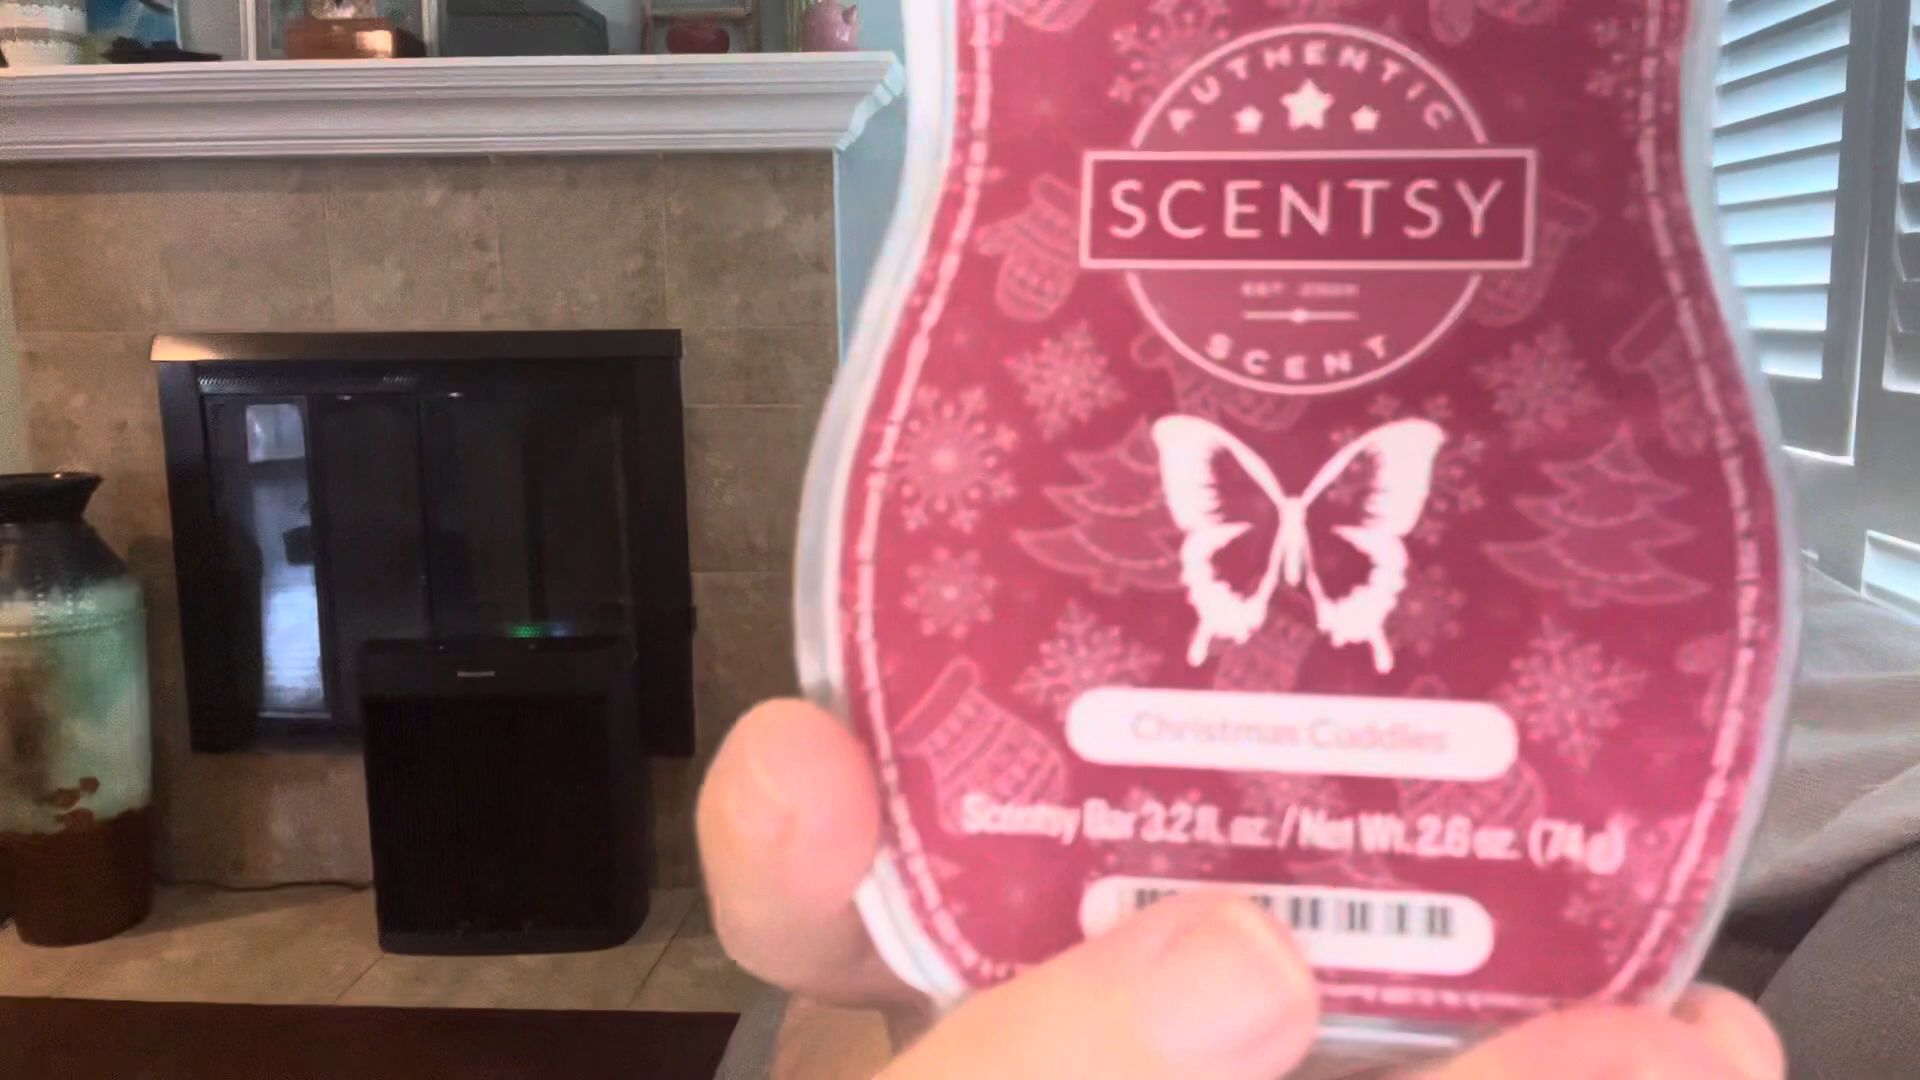 AUTHENTIC
SCENTSY
EST. 2004
SCENT
Christmas Cuddles
Scentsy Bar 3.2 fl. oz. / Net Wt. 2.6 oz. (74 g)